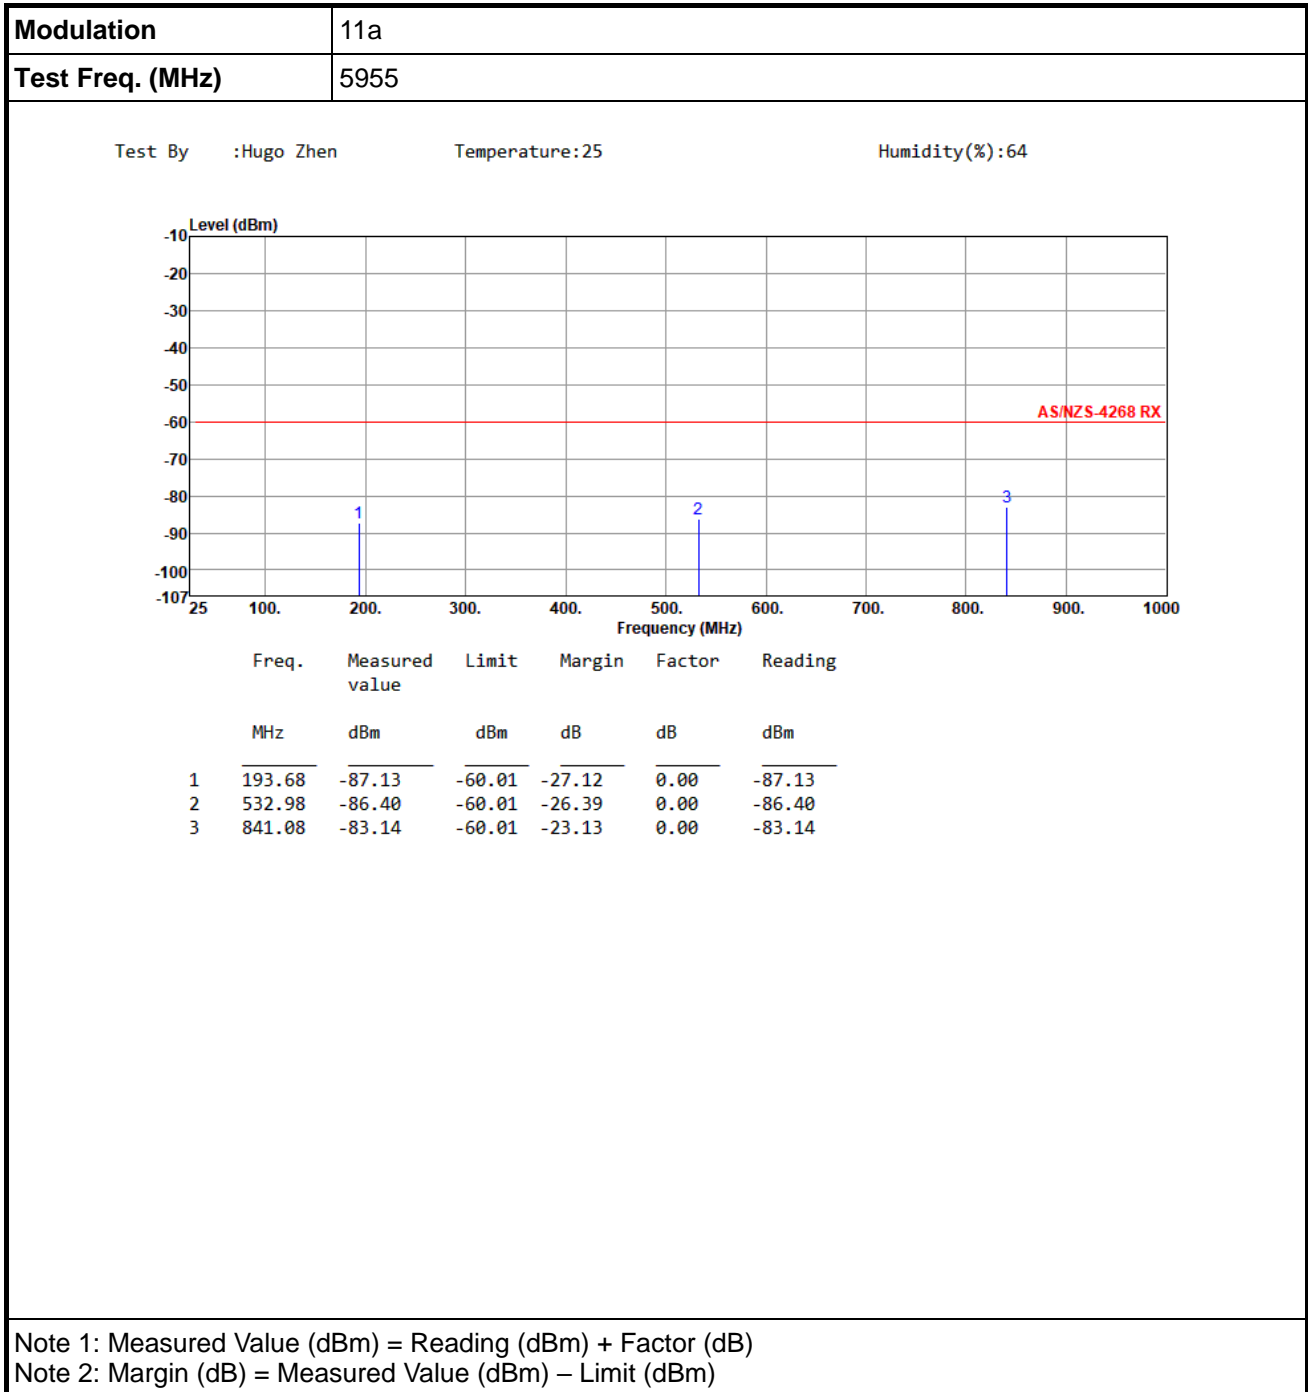 Modulation 11a
Test Freq. (MHz) 5955
Test By :Hugo Zhen Temperature:25 Humidity(%):64
Level (dBm)
-10
-20
-30
-40
-50
AS/NZS-4268 RX
-60
-70
-80
1 2 3
-90
-100
-107
25 100. 200. 300. 400. 500. 600. 700. 800. 900. 1000
Frequency (MHz)
Freq. Measured Limit Margin Factor Reading
value
MHz dBm dBm dB dB dBm
1 193.68 -87.13 -60.01 -27.12 0.00 -87.13
2 532.98 -86.40 -60.01 -26.39 0.00 -86.40
3 841.08 -83.14 -60.01 -23.13 0.00 -83.14
Note 1: Measured Value (dBm) = Reading (dBm) + Factor (dB)
Note 2: Margin (dB) = Measured Value (dBm) – Limit (dBm)